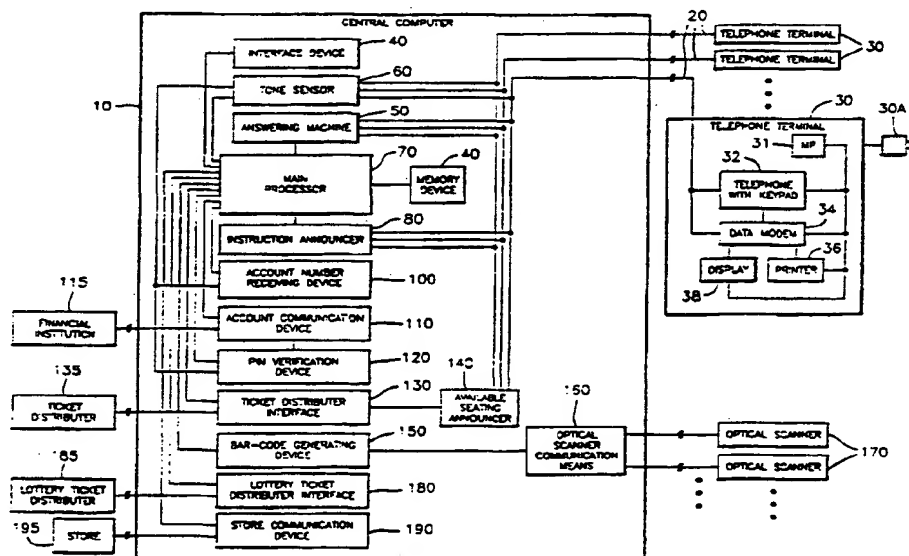 CENTRAL COMPUTER
10
INTERFACE DEVICE
40
TONE SENSOR
60
ANSWERING MACHINE
50
MAIN
PROCESSOR
70
MEMORY
DEVICE
40
INSTRUCTION ANNOUNCER
80
ACCOUNT NUMBER
RECEIVING DEVICE
100
ACCOUNT COMMUNICATION
DEVICE
110
PIN VERIFICATION
DEVICE
120
TICKET DISTRIBUTER
INTERFACE
130
AVAILABLE
SEATING
ANNOUNCER
140
BAR-CODE GENERATING
DEVICE
150
OPTICAL
SCANNER
COMMUNICATION
MEANS
160
LOTTERY TICKET
DISTRIBUTER INTERFACE
180
STORE COMMUNICATION
DEVICE
190
115
FINANCIAL
INSTITUTION
135
TICKET
DISTRIBUTER
185
LOTTERY TICKET
DISTRIBUTER
195
STORE
20
TELEPHONE TERMINAL
TELEPHONE TERMINAL
30
30
TELEPHONE TERMINAL
30A
31
MP
32
TELEPHONE
WITH KEYPAD
34
DATA MODEM
36
DISPLAY
PRINTER
38
OPTICAL SCANNER
OPTICAL SCANNER
170